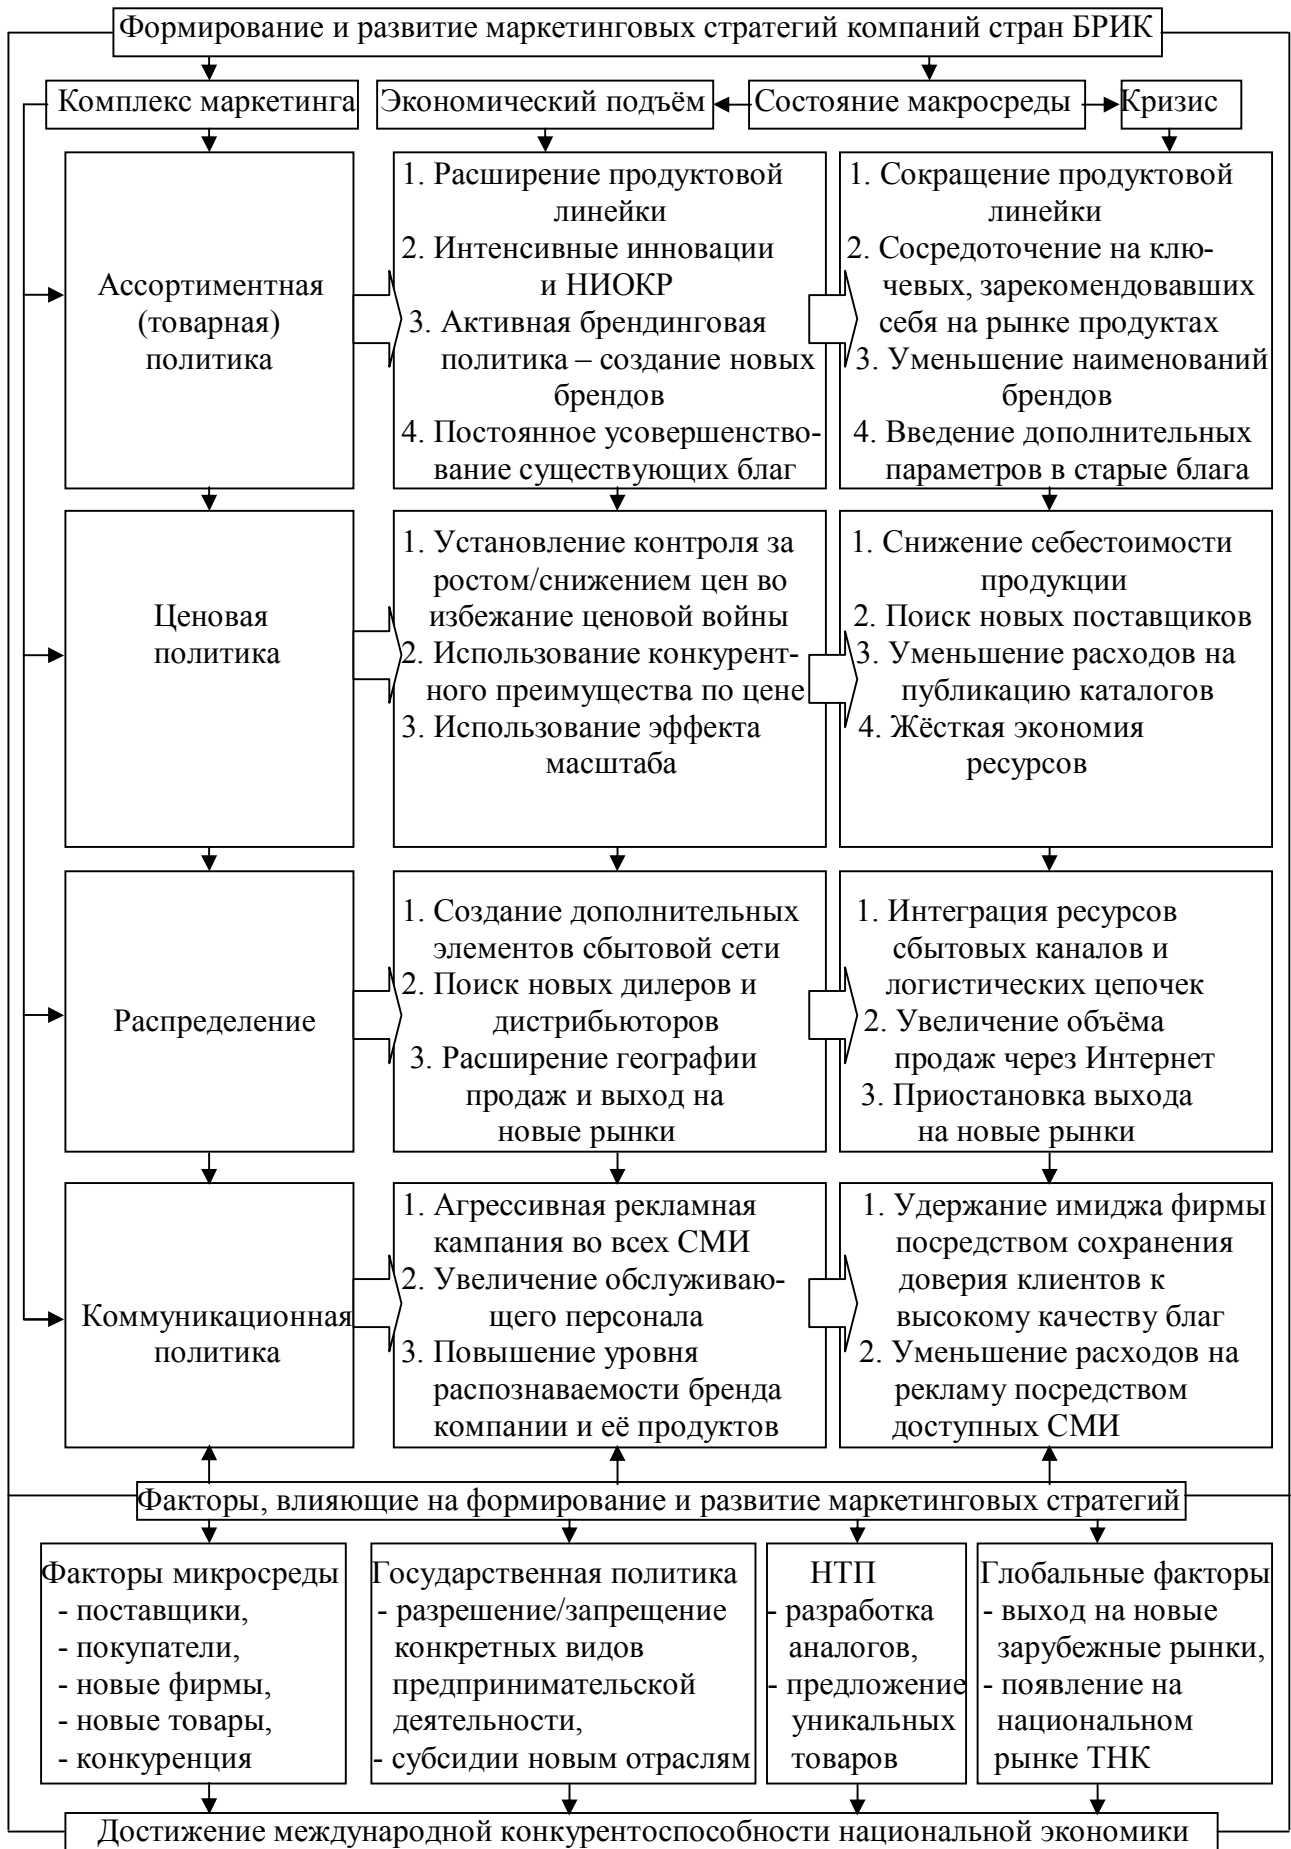 Формирование и развитие маркетинговых стратегий компаний стран БРИК
Комплекс маркетинга
Экономический подъём
Состояние макросреды
Кризис
Ассортиментная
(товарная)
политика
1. Расширение продуктовой
линейки
2. Интенсивные инновации
и НИОКР
3. Активная брендинговая
политика – создание новых
брендов
4. Постоянное усовершенство-
вание существующих благ
1. Сокращение продуктовой
линейки
2. Сосредоточение на клю-
чевых, зарекомендовавших
себя на рынке продуктах
3. Уменьшение наименований
брендов
4. Введение дополнительных
параметров в старые блага
Ценовая
политика
1. Установление контроля за
ростом/снижением цен во
избежание ценовой войны
2. Использование конкурент-
ного преимущества по цене
3. Использование эффекта
масштаба
1. Снижение себестоимости
продукции
2. Поиск новых поставщиков
3. Уменьшение расходов на
публикацию каталогов
4. Жёсткая экономия
ресурсов
Распределение
1. Создание дополнительных
элементов сбытовой сети
2. Поиск новых дилеров и
дистрибьюторов
3. Расширение географии
продаж и выход на
новые рынки
1. Интеграция ресурсов
сбытовых каналов и
логистических цепочек
2. Увеличение объёма
продаж через Интернет
3. Приостановка выхода
на новые рынки
Коммуникационная
политика
1. Агрессивная рекламная
кампания во всех СМИ
2. Увеличение обслуживаю-
щего персонала
3. Повышение уровня
распознаваемости бренда
компании и её продуктов
1. Удержание имиджа фирмы
посредством сохранения
доверия клиентов к
высокому качеству благ
2. Уменьшение расходов на
рекламу посредством
доступных СМИ
Факторы, влияющие на формирование и развитие маркетинговых стратегий
Факторы микросреды
- поставщики,
- покупатели,
- новые фирмы,
- новые товары,
- конкуренция
Государственная политика
- разрешение/запрещение
конкретных видов
предпринимательской
деятельности,
- субсидии новым отраслям
НТП
- разработка
аналогов,
- предложение
уникальных
товаров
Глобальные факторы
- выход на новые
зарубежные рынки,
- появление на
национальном
рынке ТНК
Достижение международной конкурентоспособности национальной экономики